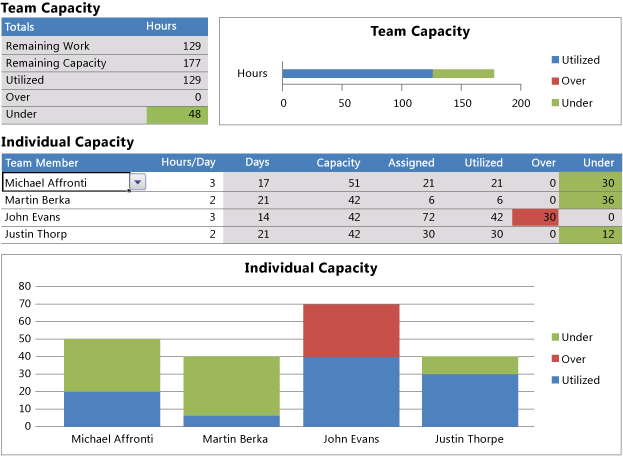 Team Capacity
Totals Hours
Remaining Work 129
Remaining Capacity 177
Utilized 129
Over 0
Under 48
Team Capacity
Hours
0 50 100 150 200
Utilized
Over
Under
Individual Capacity
Team Member Hours/Day Days Capacity Assigned Utilized Over Under
Michael Affronti 3 17 51 21 21 0 30
Martin Berka 2 21 42 6 6 0 36
John Evans 3 14 42 72 42 30 0
Justin Thorp 2 21 42 30 30 0 12
Individual Capacity
80
70
60
50
40
30
20
10
0
Michael Affronti Martin Berka John Evans Justin Thorpe
Under
Over
Utilized